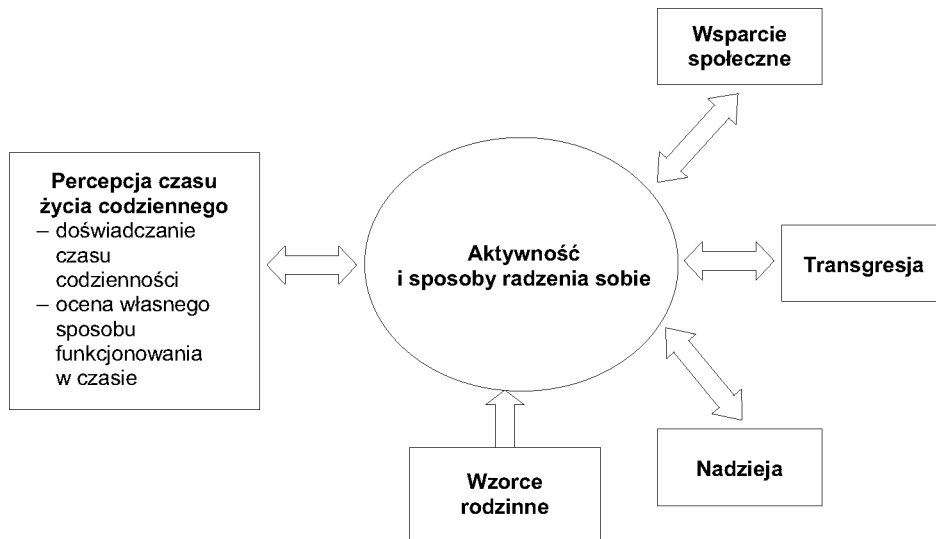 Wsparcie
społeczne
Percepcja czasu
życia codziennego
– doświadczanie
czasu
codzienności
– ocena własnego
sposobu
funkcjonowania
w czasie
Aktywność
i sposoby radzenia sobie
Transgresja
Nadzieja
Wzorce
rodzinne